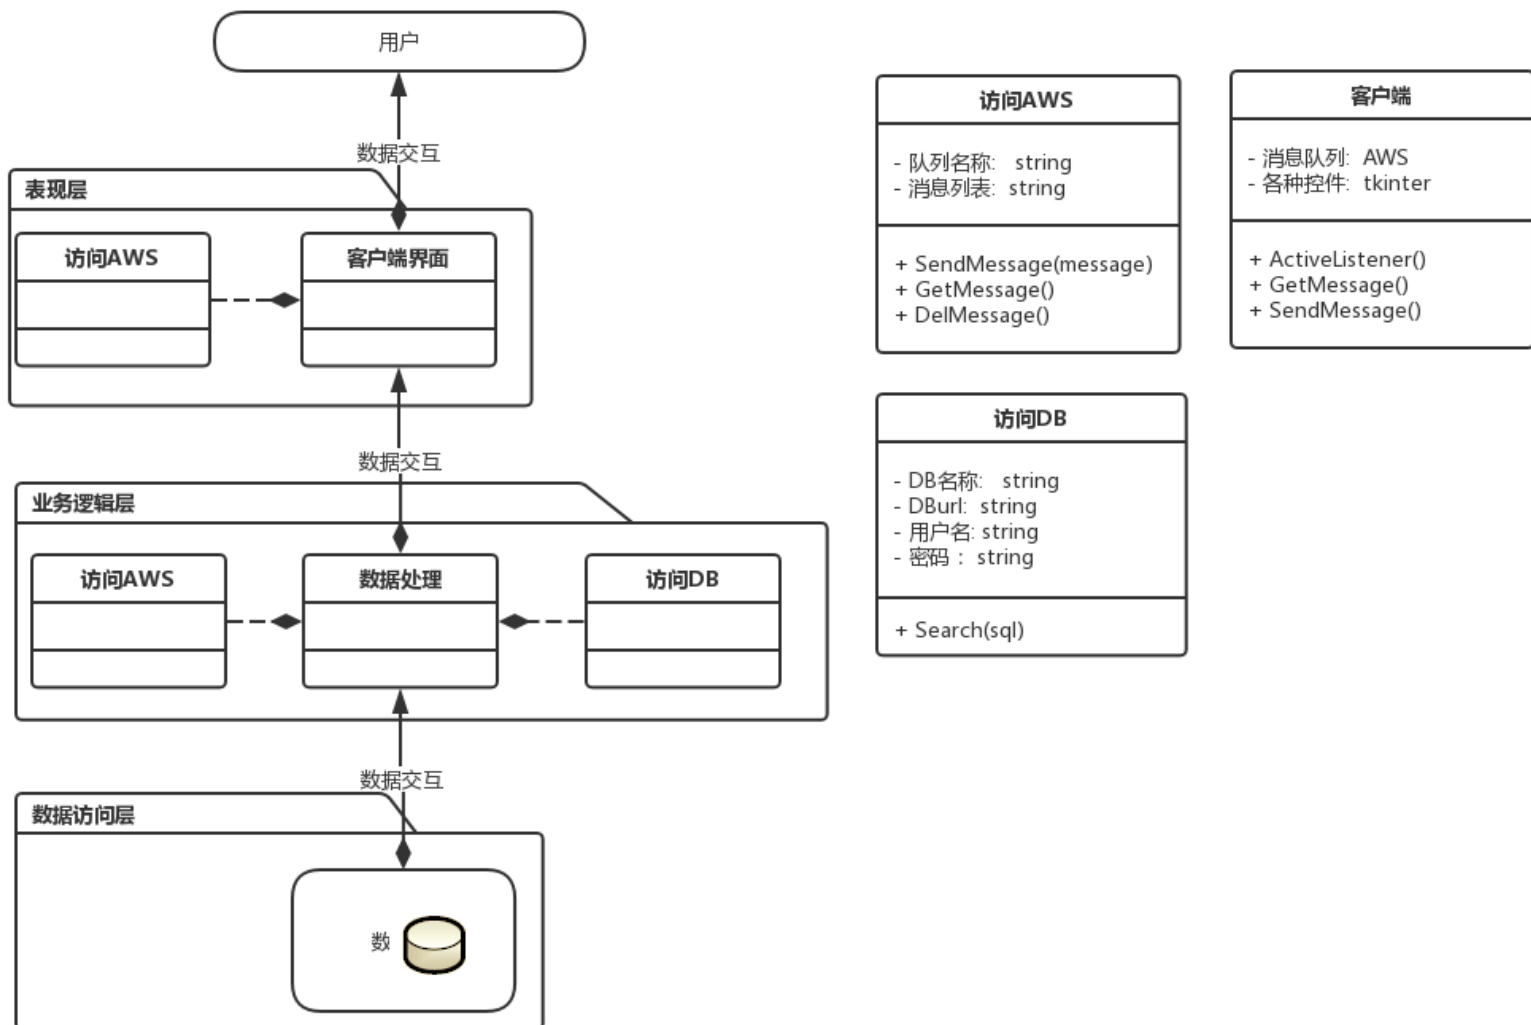 用户
数据交互
表现层
访问AWS
客户端界面
数据交互
业务逻辑层
访问AWS
数据处理
访问DB
数据交互
数据访问层
数
访问AWS
- 队列名称: string
- 消息列表: string
+ SendMessage(message)
+ GetMessage()
+ DelMessage()
客户端
- 消息队列: AWS
- 各种控件: tkinter
+ ActiveListener()
+ GetMessage()
+ SendMessage()
访问DB
- DB名称: string
- DBurl: string
- 用户名: string
- 密码 : string
+ Search(sql)